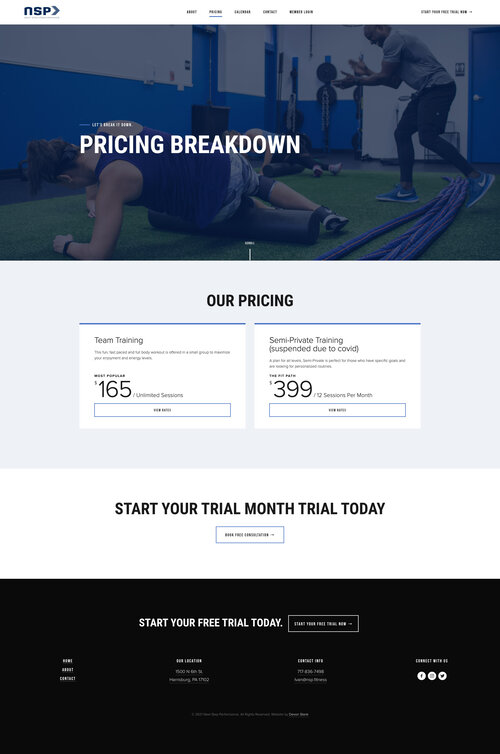 nsp
ABOUT
PRICING
CALENDAR
CONTACT
MEMBER LOGIN
START YOUR FREE TRIAL NOW →
LET'S BREAK IT DOWN.
PRICING BREAKDOWN
SCROLL
OUR PRICING
Team Training
This fun, fast paced and full body workout is offered in a small group to maximize
your enjoyment and energy levels.
MOST POPULAR
$165 / Unlimited Sessions
VIEW RATES
Semi-Private Training
(suspended due to covid)
A plan for all levels. Semi-Private is perfect for those who have specific goals and
are looking for personalized routines.
THE FIT PATH
$399 / 12 Sessions Per Month
VIEW RATES
START YOUR TRIAL MONTH TRIAL TODAY
BOOK FREE CONSULTATION →
START YOUR FREE TRIAL TODAY.
START YOUR FREE TRIAL NOW →
HOME
ABOUT
CONTACT
OUR LOCATION
1500 N 6th St.
Harrisburg, PA 17102
CONTACT INFO
717-836-7498
ivan@nsp.fitness
CONNECT WITH US
© 2021 Next Step Performance. All Rights Reserved. Website by Devon Stank